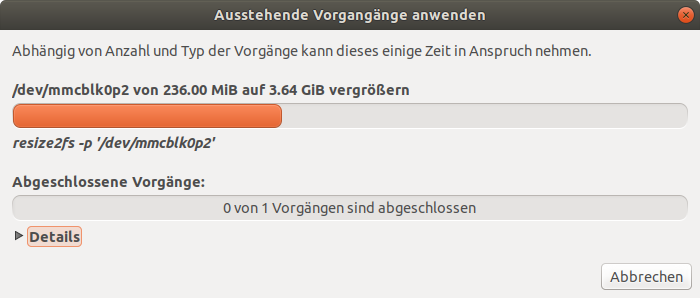 Ausstehende Vorgangänge anwenden
Abhängig von Anzahl und Typ der Vorgänge kann dieses einige Zeit in Anspruch nehmen.
/dev/mmcblk0p2 von 236.00 MiB auf 3.64 GiB vergrößern
resize2fs -p '/dev/mmcblk0p2'
Abgeschlossene Vorgänge:
0 von 1 Vorgängen sind abgeschlossen
Details
Abbrechen